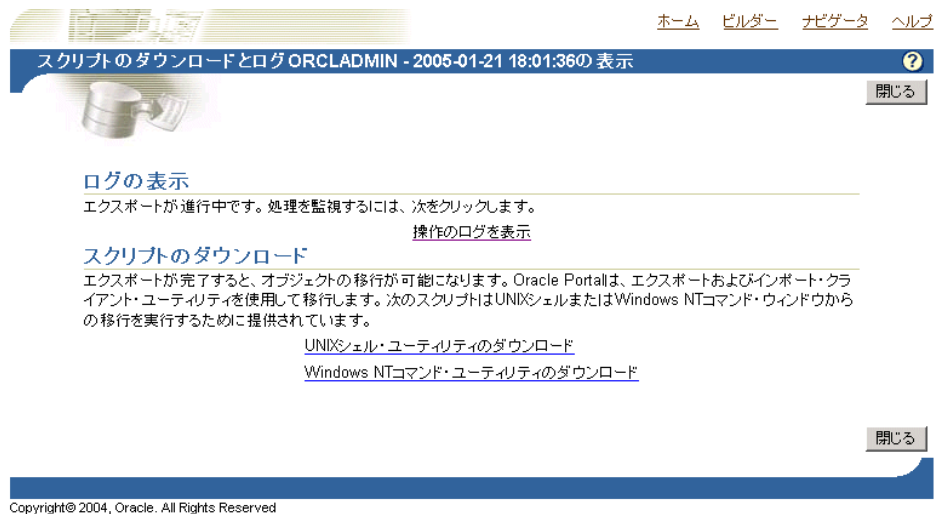 ホーム ビルダー ナビゲータ ヘルプ
スクリプトのダウンロードとログORCLADMIN - 2005-01-21 18:01:36の表示 ?
閉じる
ログの表示
エクスポートが進行中です。処理を監視するには、次をクリックします。
操作のログを表示
スクリプトのダウンロード
エクスポートが完了すると、オブジェクトの移行が可能になります。Oracle Portalは、エクスポートおよびインポート・クラ
イアント・ユーティリティを使用して移行します。次のスクリプトはUNIXシェルまたはWindows NTコマンド・ウィンドウから
の移行を実行するために提供されています。
UNIXシェル・ユーティリティのダウンロード
Windows NTコマンド・ユーティリティのダウンロード
閉じる
Copyright© 2004, Oracle. All Rights Reserved